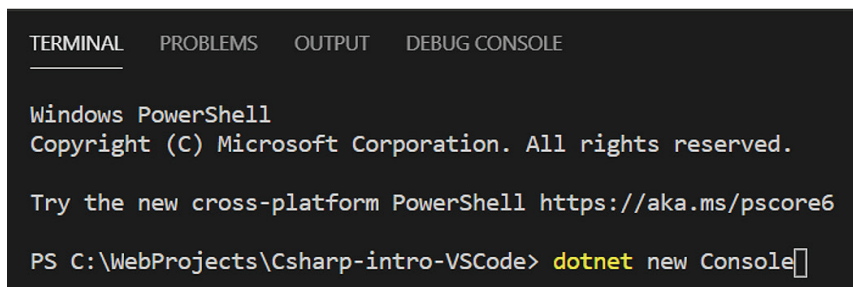 TERMINAL PROBLEMS OUTPUT DEBUG CONSOLE
Windows PowerShell
Copyright (C) Microsoft Corporation. All rights reserved.
Try the new cross-platform PowerShell https://aka.ms/pscore6
PS C:\WebProjects\Csharp-intro-VSCode> dotnet new Console